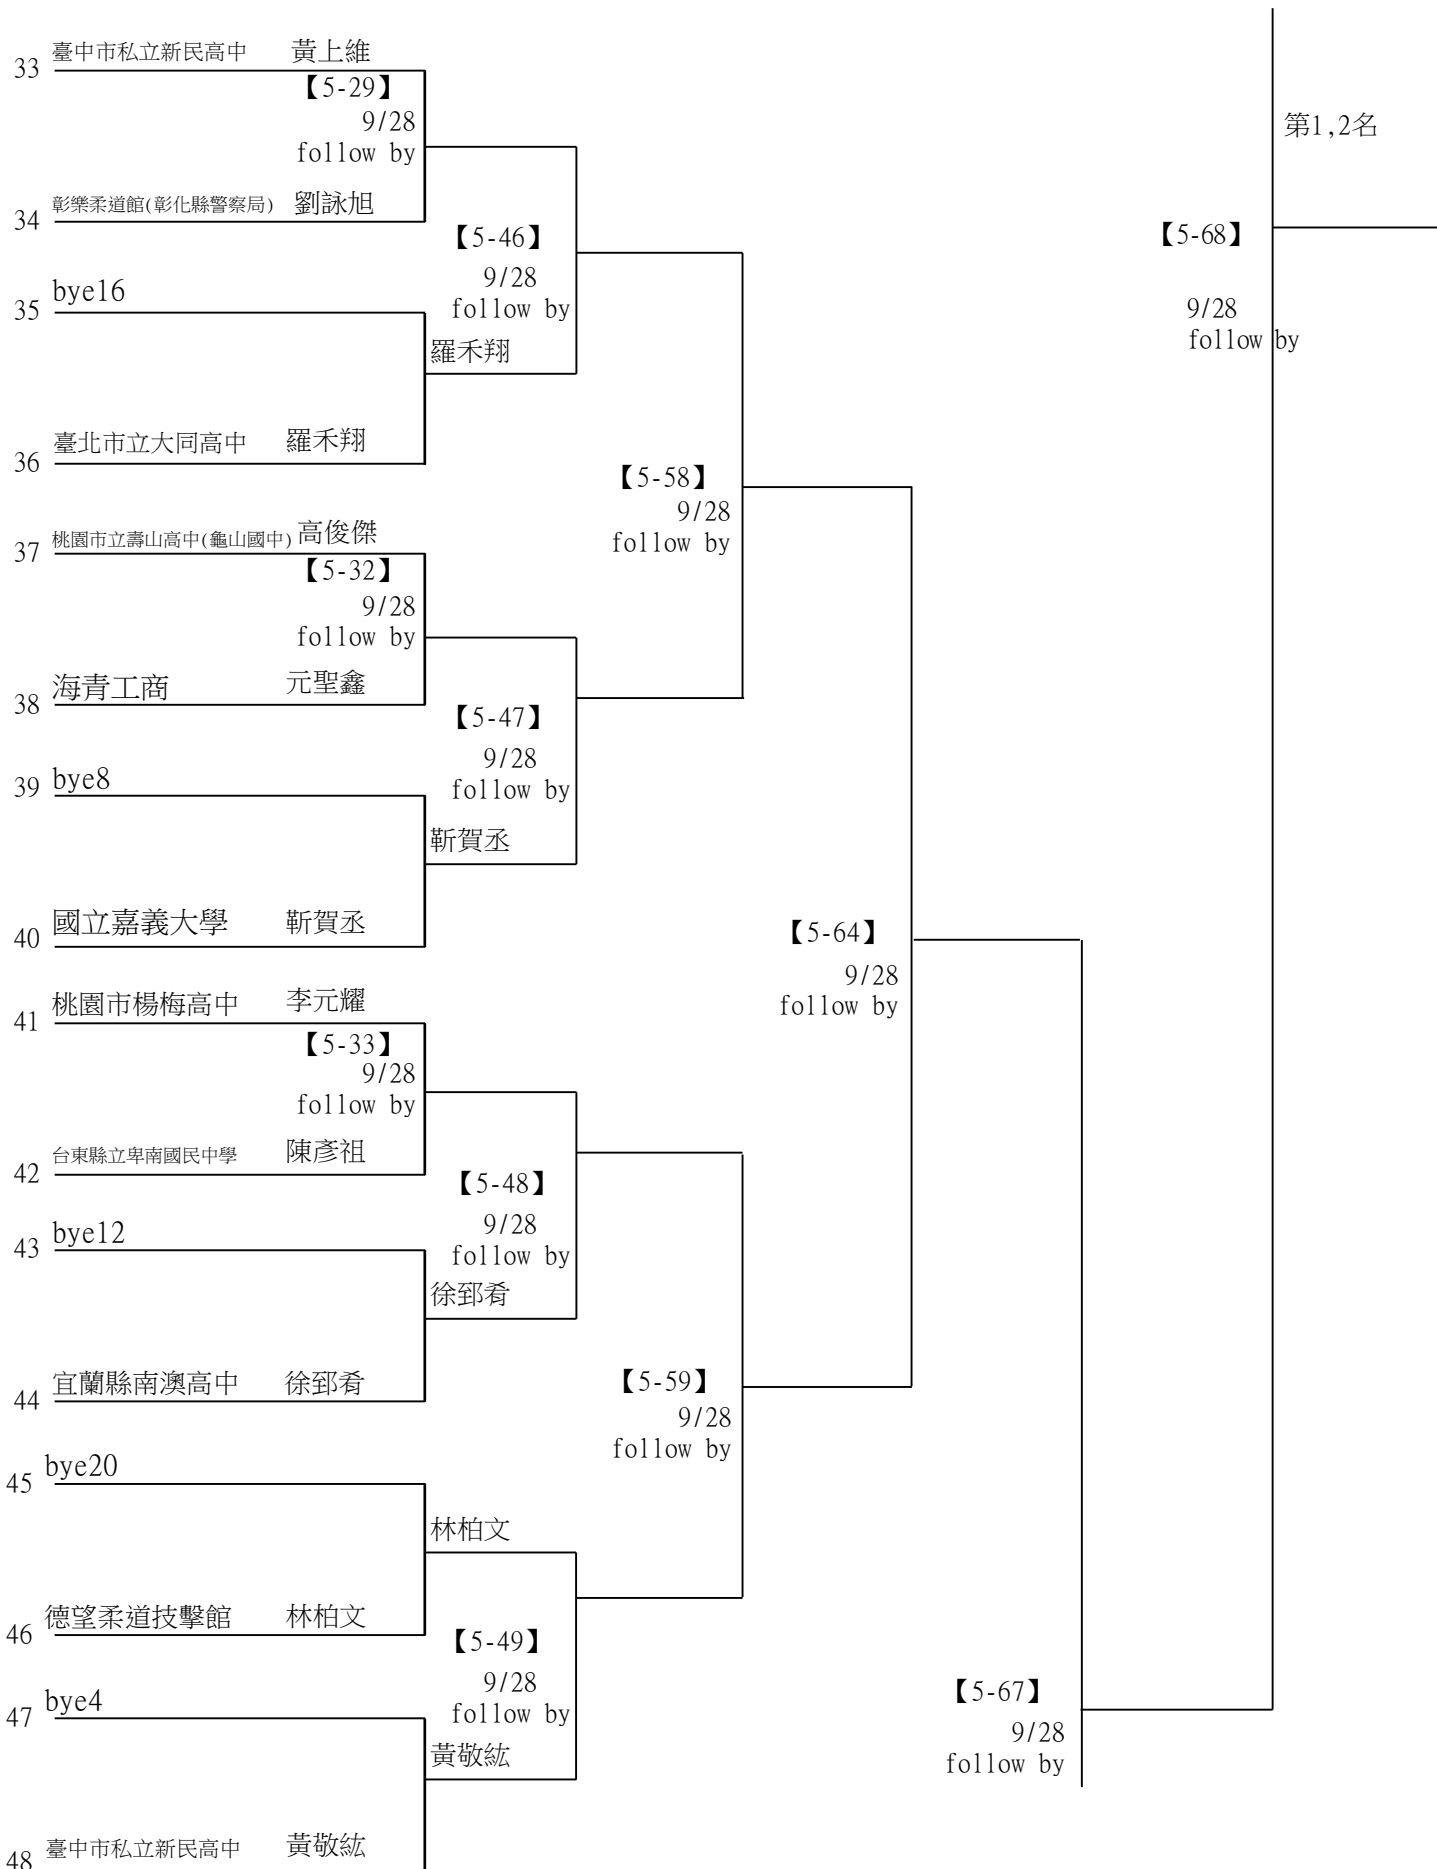 33 臺中市私立新民高中 黃上維
【5-29】
9/28
follow by
34 彰樂柔道館(彰化縣警察局) 劉詠旭
【5-46】
9/28
follow by
35 bye16
羅禾翔
36 臺北市立大同高中 羅禾翔
【5-58】
9/28
follow by
37 桃園市立壽山高中(龜山國中) 高俊傑
【5-32】
9/28
follow by
38 海青工商 元聖鑫
【5-47】
9/28
follow by
39 bye8
靳賀丞
40 國立嘉義大學 靳賀丞
【5-64】
9/28
follow by
41 桃園市楊梅高中 李元耀
【5-33】
9/28
follow by
42 台東縣立卑南國民中學 陳彥祖
【5-48】
9/28
follow by
43 bye12
徐郅肴
44 宜蘭縣南澳高中 徐郅肴
【5-59】
9/28
follow by
45 bye20
林柏文
46 德望柔道技擊館 林柏文
【5-49】
9/28
follow by
47 bye4
黃敬紘
48 臺中市私立新民高中 黃敬紘
【5-67】
9/28
follow by
第1,2名
【5-68】
9/28
follow by